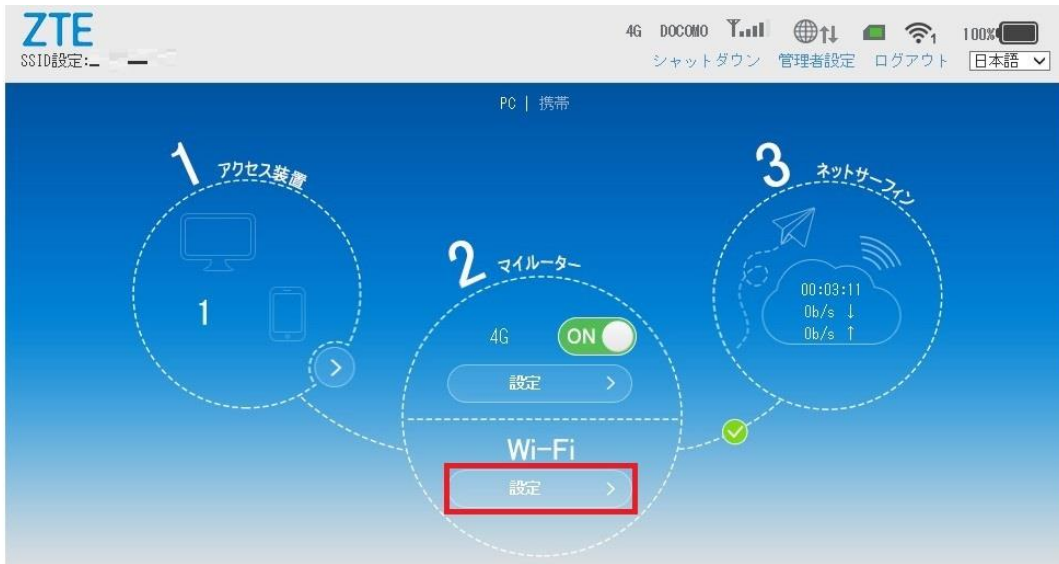 ZTE
4G DOCOMO 1 100%
SSID設定:
シャットダウン 管理者設定 ログアウト 日本語
PC | 携帯
1 アクセス装置
3 ネットサーフィン
2 マイルーター
1
00:03:11
0b/s ↓
0b/s ↑
4G ON
設定 >
Wi-Fi
設定 >